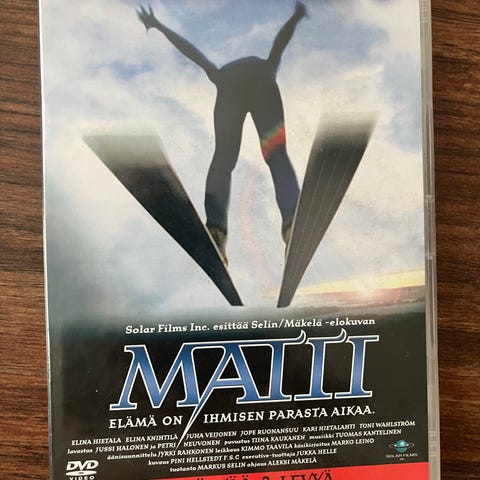 Solar Films Inc. esittää Selin/Mäkelä -elokuvan
MATTI
ELÄMÄ ON IHMISEN PARASTA AIKAA.
ELINA HIETALA ELINA KNIHTILÄ JUHA VEIJONEN JOPE RUONANSUU KARI HIETALAHTI TONI WAHLSTRÖM
lavastus JUSSI HALONEN ja PETRI NEUVONEN puvustus TIINA KAUKANEN musiikki TUOMAS KANTELINEN
äänisuunnittelu JYRKI RAHKONEN leikkaus KIMMO TAAVILA käsikirjoitus MARKO LEINO
kuvaus PINI HELLSTEDT F.S.C executive-tuottaja JUKKA HELLE
tuotanto MARKUS SELIN ohjaus ALEKSI MÄKELÄ
DVD
VIDEO
SOLAR FILMS
LEVYÄ